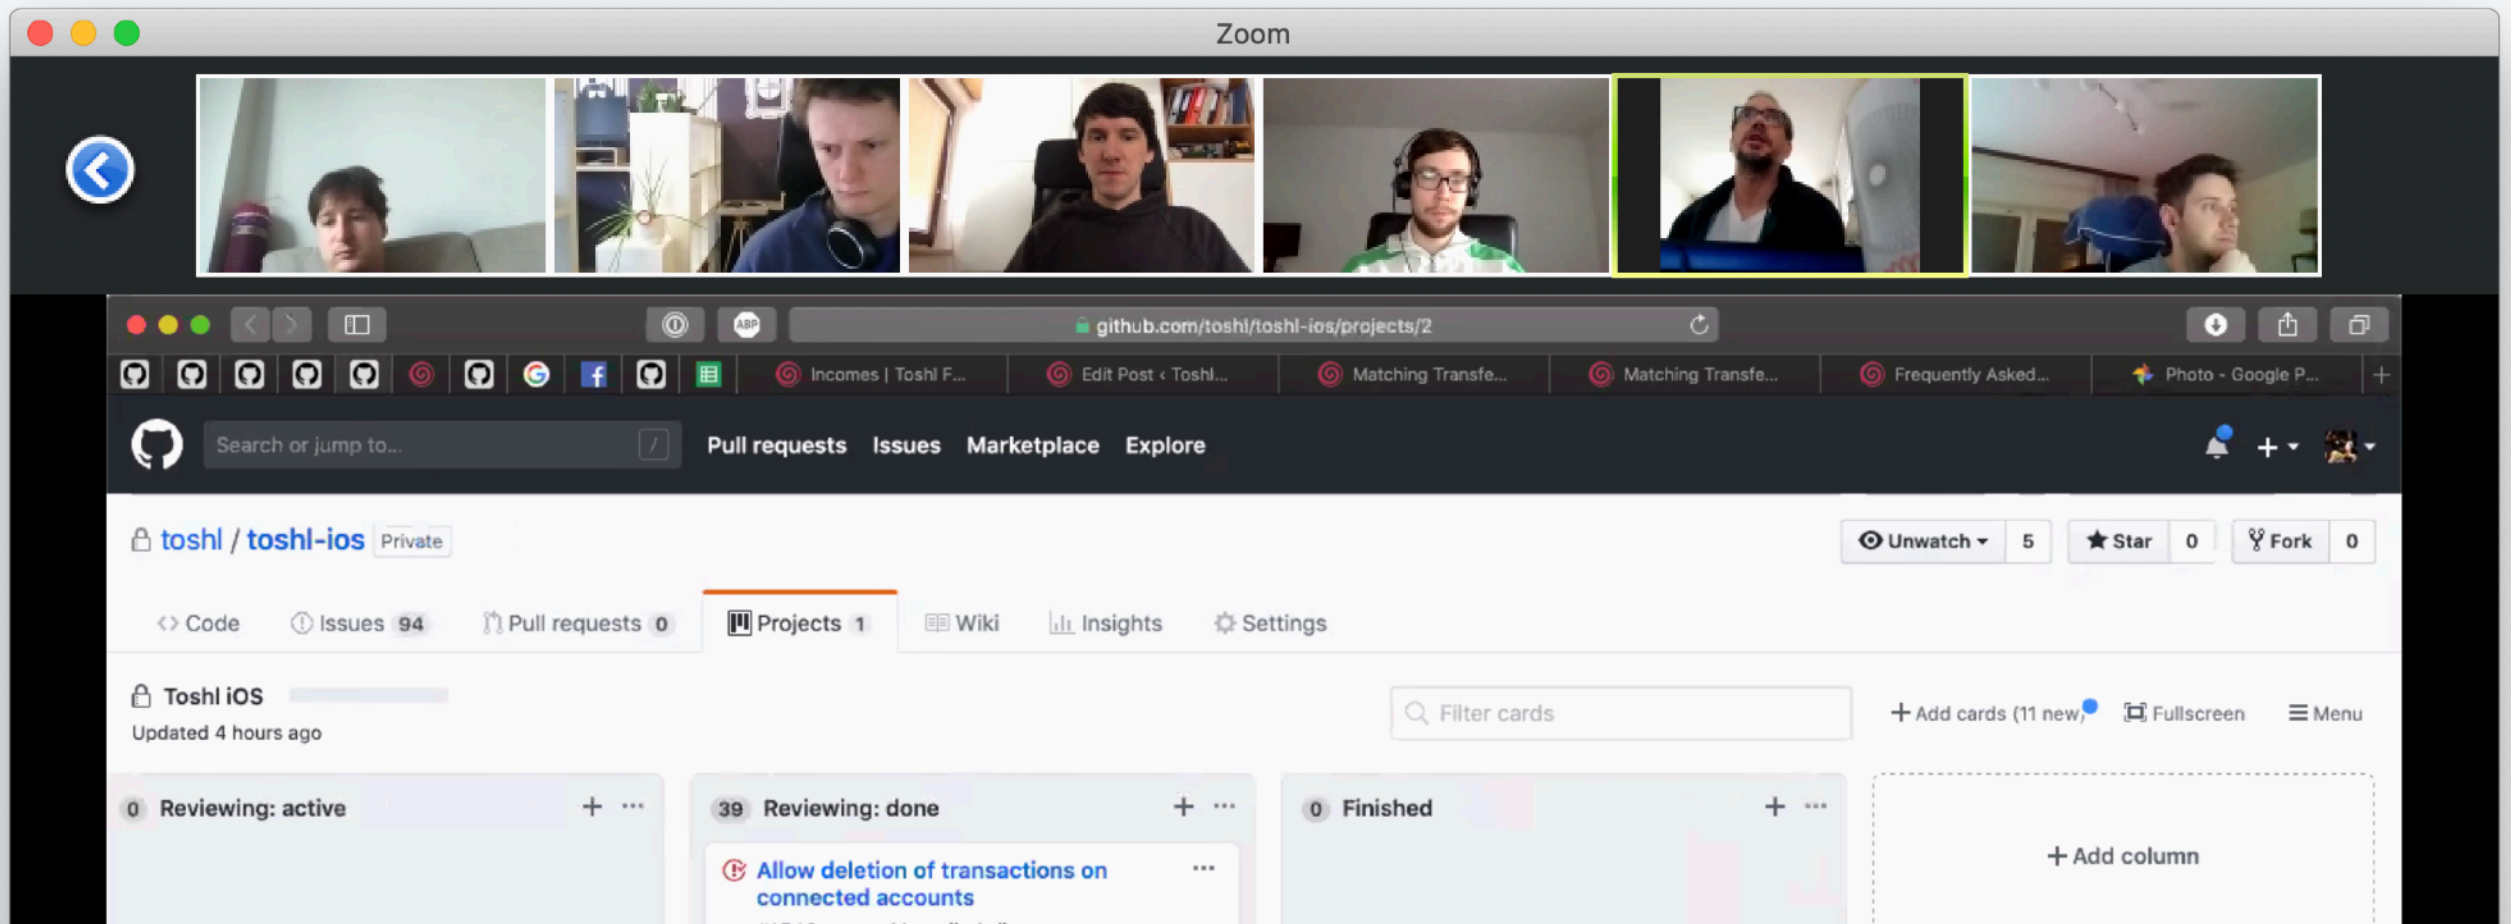 Zoom
ABP
github.com/toshl/toshl-ios/projects/2
Incomes | Toshl F...
Edit Post ‹ Toshl...
Matching Transfe...
Matching Transfe...
Frequently Asked...
Photo - Google P...
Search or jump to...
/
Pull requests
Issues
Marketplace
Explore
toshl / toshl-ios Private
Unwatch 5
Star 0
Fork 0
Code
Issues 94
Pull requests 0
Projects 1
Wiki
Insights
Settings
Toshl iOS
Updated 4 hours ago
Filter cards
Add cards (11 new)
Fullscreen
Menu
0 Reviewing: active
39 Reviewing: done
0 Finished
Add column
Allow deletion of transactions on
connected accounts